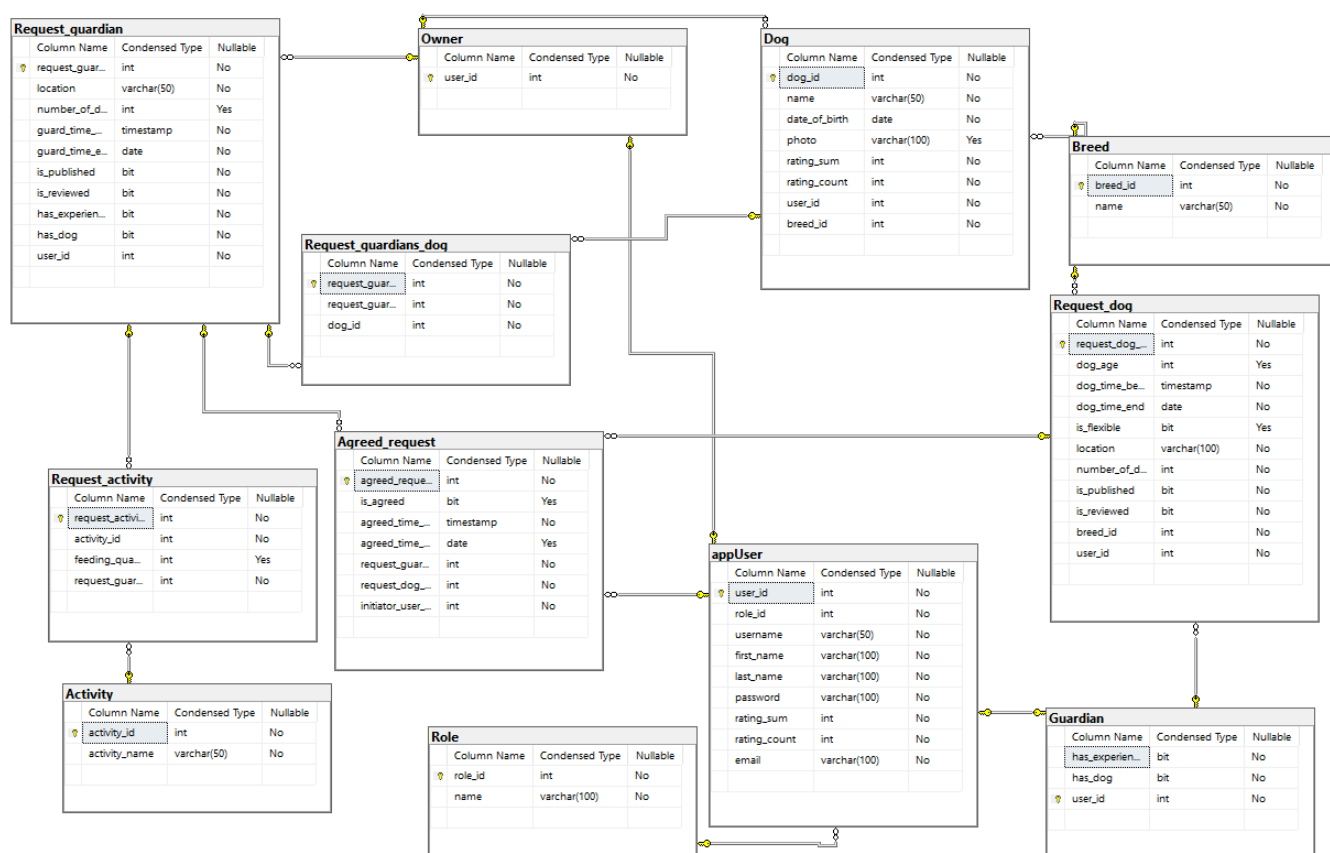 Request_guardian
Column Name Condensed Type Nullable
request_guar... int No
location varchar(50) No
number_of_d... int Yes
guard_time_... timestamp No
guard_time_e... date No
is_published bit No
is_reviewed bit No
has_experien... bit No
has_dog bit No
user_id int No
Owner
Column Name Condensed Type Nullable
user_id int No
Dog
Column Name Condensed Type Nullable
dog_id int No
name varchar(50) No
date_of_birth date No
photo varchar(100) Yes
rating_sum int No
rating_count int No
user_id int No
breed_id int No
Breed
Column Name Condensed Type Nullable
breed_id int No
name varchar(50) No
Request_guardians_dog
Column Name Condensed Type Nullable
request_guar... int No
request_guar... int No
dog_id int No
Request_dog
Column Name Condensed Type Nullable
request_dog_... int No
dog_age int Yes
dog_time_be... timestamp No
dog_time_end date No
is_flexible bit Yes
location varchar(100) No
number_of_d... int No
is_published bit No
is_reviewed bit No
breed_id int No
user_id int No
Agreed_request
Column Name Condensed Type Nullable
agreed_reque... int No
is_agreed bit Yes
agreed_time_... timestamp No
agreed_time_... date Yes
request_guar... int No
request_dog_... int No
initiator_user_... int No
Request_activity
Column Name Condensed Type Nullable
request_activi... int No
activity_id int No
feeding_qua... int Yes
request_guar... int No
appUser
Column Name Condensed Type Nullable
user_id int No
role_id int No
username varchar(50) No
first_name varchar(100) No
last_name varchar(100) No
password varchar(100) No
rating_sum int No
rating_count int No
email varchar(100) No
Activity
Column Name Condensed Type Nullable
activity_id int No
activity_name varchar(50) No
Role
Column Name Condensed Type Nullable
role_id int No
name varchar(100) No
Guardian
Column Name Condensed Type Nullable
has_experien... bit No
has_dog bit No
user_id int No